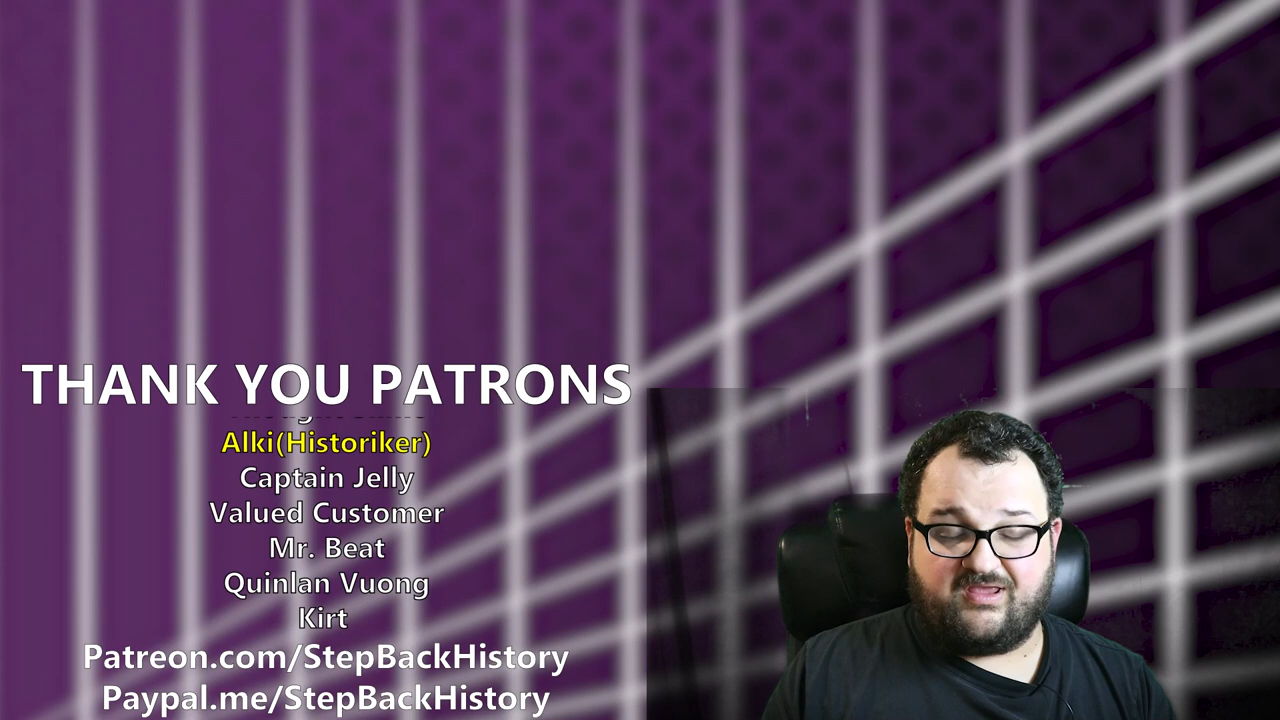 THANK YOU PATRONS
Alki(Historiker)
Captain Jelly
Valued Customer
Mr. Beat
Quinlan Vuong
Kirt
Patreon.com/StepBackHistory
Paypal.me/StepBackHistory